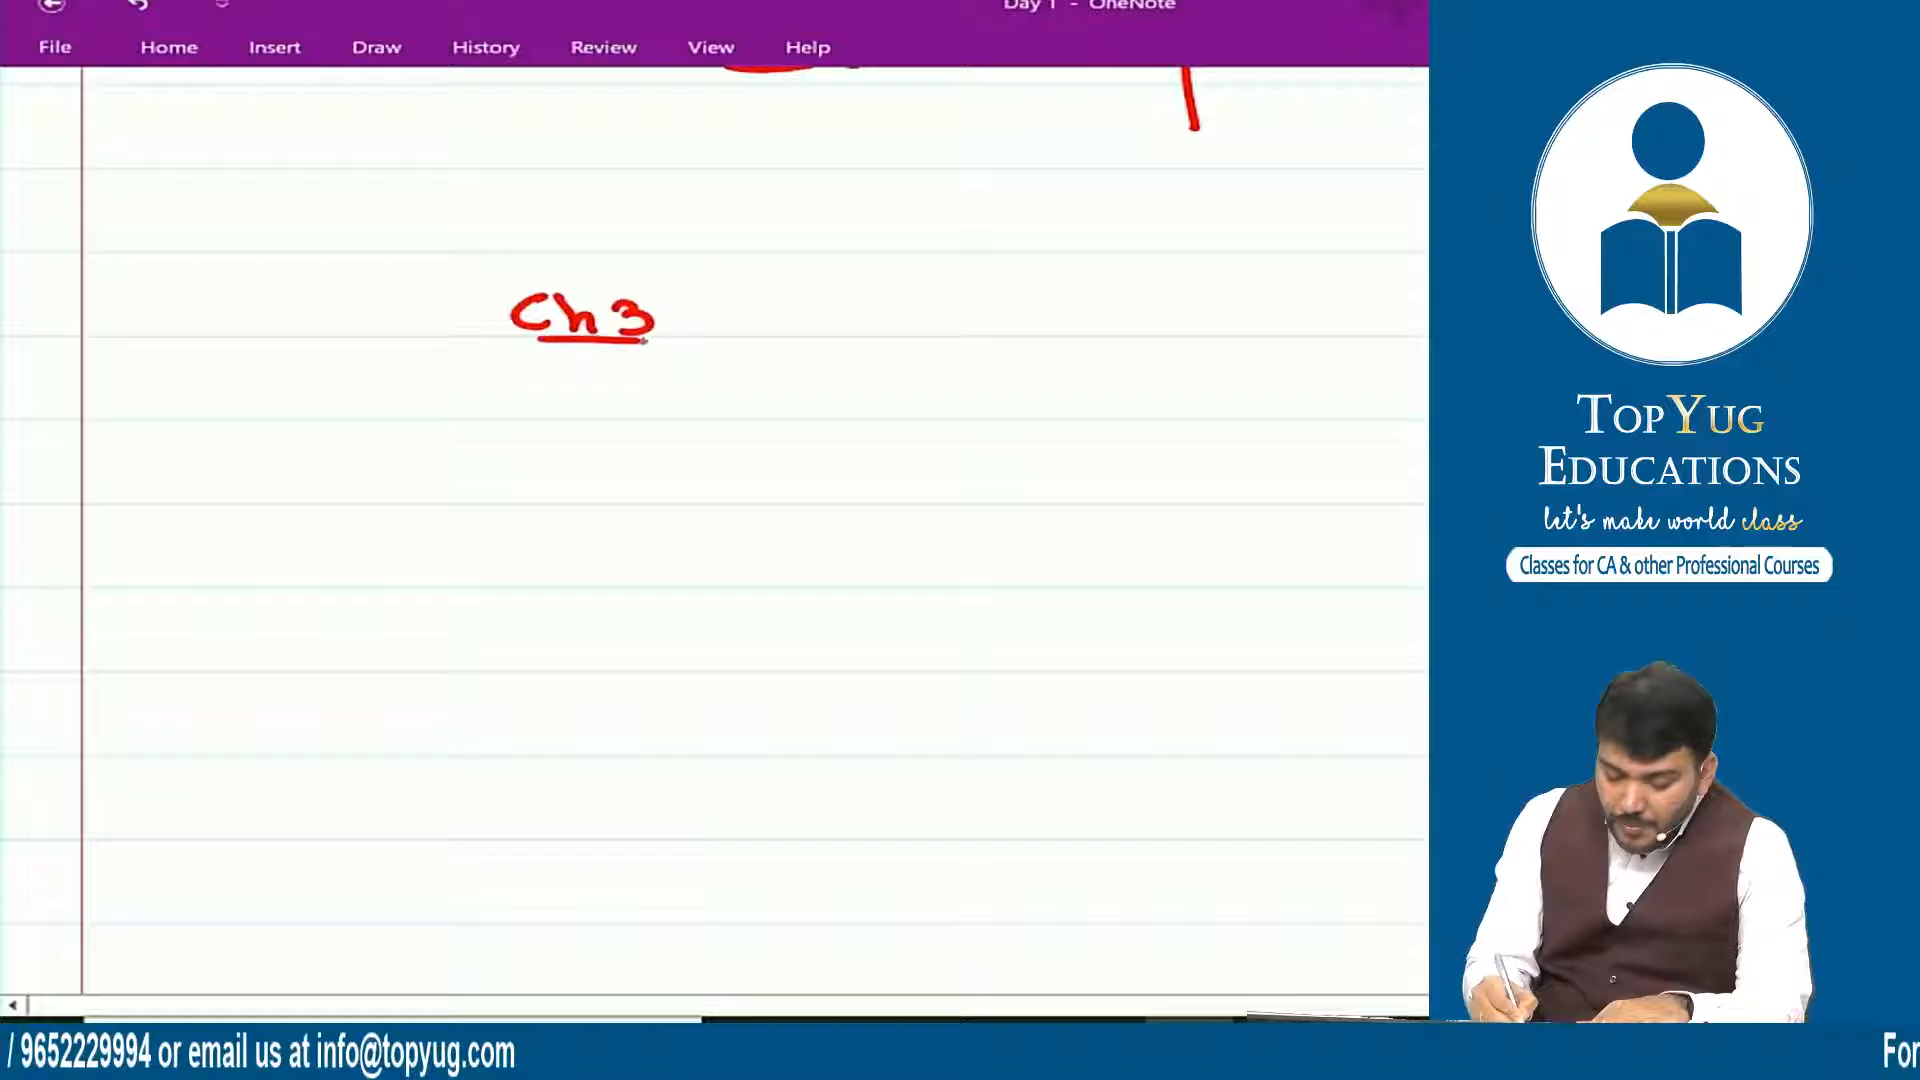 Day 1 - OneNote
File Home Insert Draw History Review View Help
Ch 3
TOPYUG
EDUCATIONS
let's make world class
Classes for CA & other Professional Courses
/ 9652229994 or email us at info@topyug.com
For